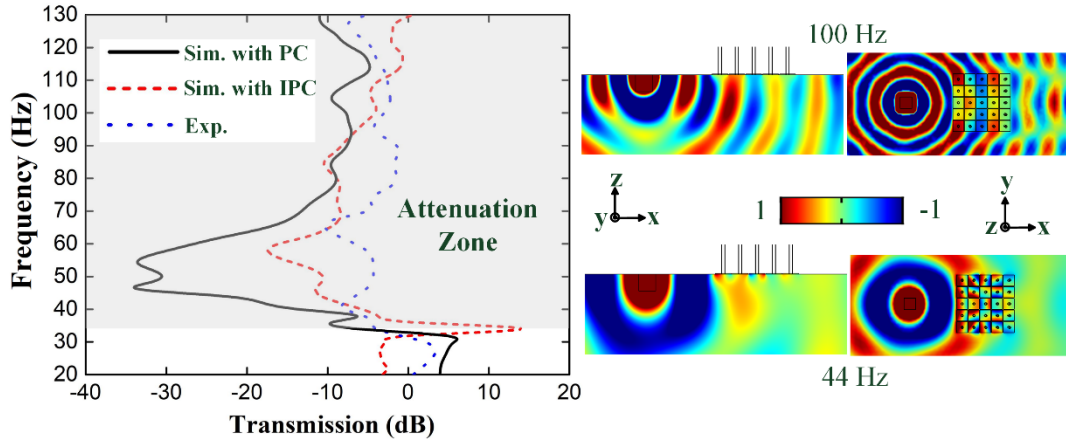 130
120
110
100
90
80
70
60
50
40
30
20
Frequency (Hz)
-40
-30
-20
-10
0
10
20
Transmission (dB)
Sim. with PC
Sim. with IPC
Exp.
Attenuation
Zone
100 Hz
z
y
x
1
-1
y
z
x
44 Hz